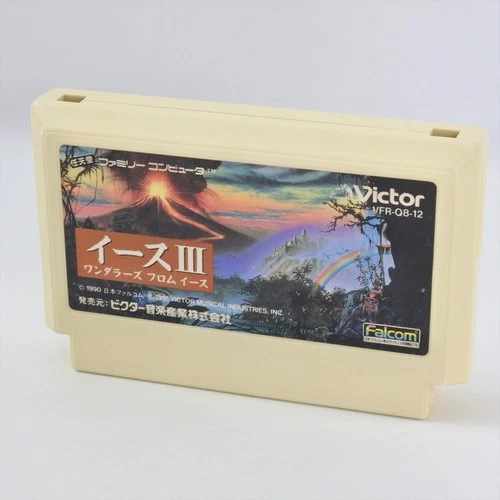 任天堂 ファミリー コンピュータ™
Victor
VFR-Q8-12
イースIII
ワンダラーズ フロム イース
© 1990 日本ファルコム © 1991 VICTOR MUSICAL INDUSTRIES, INC.
発売元:ビクター音楽産業株式会社
Falcom